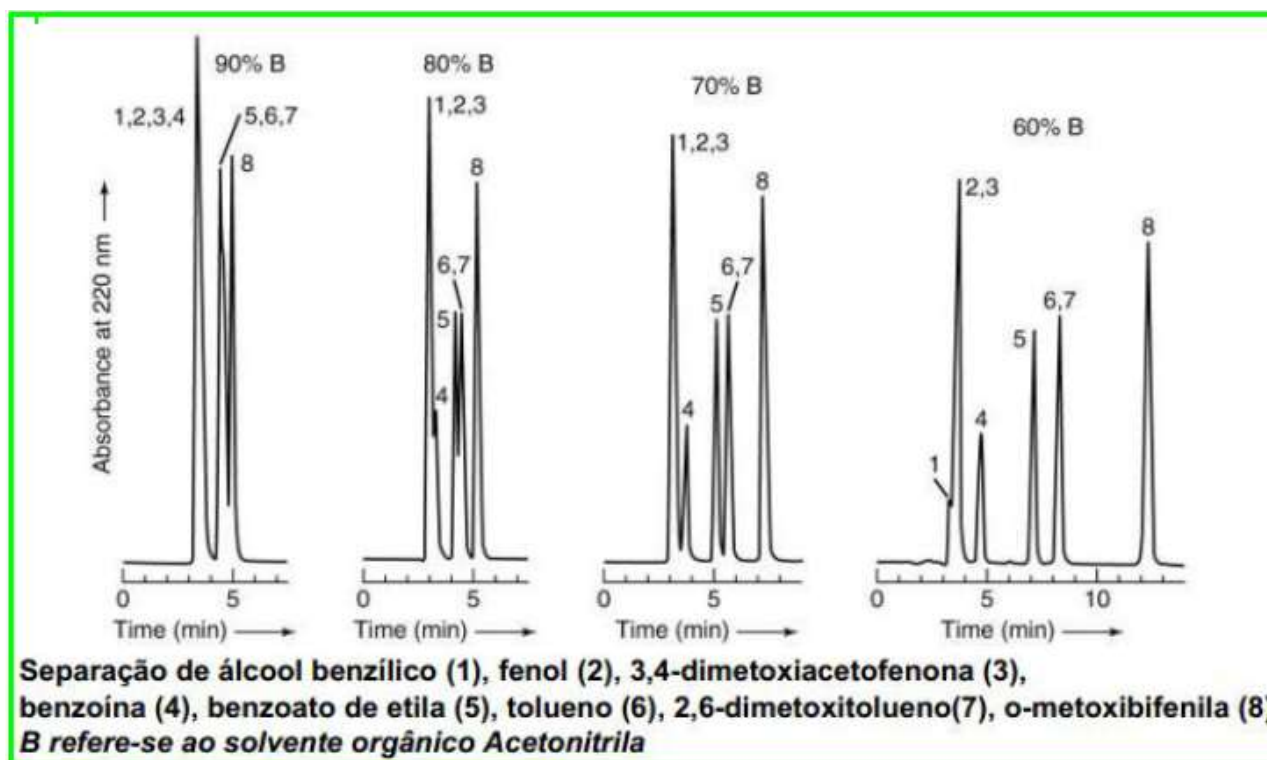 90% B
1,2,3,4
5,6,7
8
80% B
1,2,3
8
6,7
5
4
70% B
1,2,3
8
6,7
5
4
60% B
2,3
8
6,7
5
4
1
Absorbance at 220 nm
0 5
Time (min)
0 5
Time (min)
0 5
Time (min)
0 5 10
Time (min)
Separação de álcool benzílico (1), fenol (2), 3,4-dimetoxiacetofenona (3),
benzoína (4), benzoato de etila (5), tolueno (6), 2,6-dimetoxitolueno(7), o-metoxibifenila (8)
B refere-se ao solvente orgânico Acetonitrila